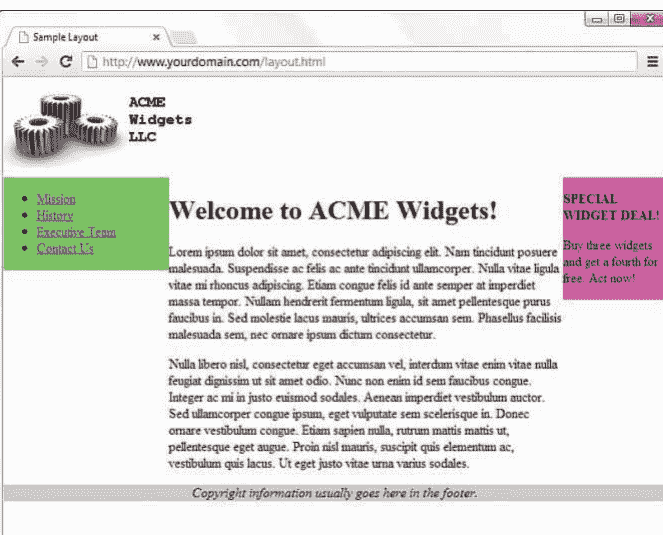 Sample Layout
http://www.yourdomain.com/layout.html
ACME
Widgets
LLC
Mission
History
Executive Team
Contact Us
Welcome to ACME Widgets!
Lorem ipsum dolor sit amet, consectetur adipiscing elit. Nam tincidunt posuere
malesuada. Suspendisse ac felis ac ante tincidunt ullamcorper. Nulla vitae ligula
vitae mi rhoncus adipiscing. Etiam congue felis id ante semper at imperdiet
massa tempor. Nullam hendrerit fermentum ligula, sit amet pellentesque purus
faucibus in. Sed molestie lacus mauris, ultrices accumsan sem. Phasellus facilisis
malesuada sem, nec ornare ipsum dictum consectetur.
Nulla libero nisl, consectetur eget accumsan vel, interdum vitae enim vitae nulla
feugiat dignissim ut sit amet odio. Nunc non enim id sem faucibus congue.
Integer ac mi in justo euismod sodales. Aenean imperdiet vestibulum auctor.
Sed ullamcorper congue ipsum, eget vulputate sem scelerisque in. Donec
ornare vestibulum congue. Etiam sapien nulla, rutrum mattis mattis ut,
pellentesque eget augue. Proin nisl mauris, suscipit quis elementum ac,
vestibulum quis lacus. Ut eget justo vitae urna varius sodales.
SPECIAL
WIDGET DEAL!
Buy three widgets
and get a fourth for
free. Act now!
Copyright information usually goes here in the footer.